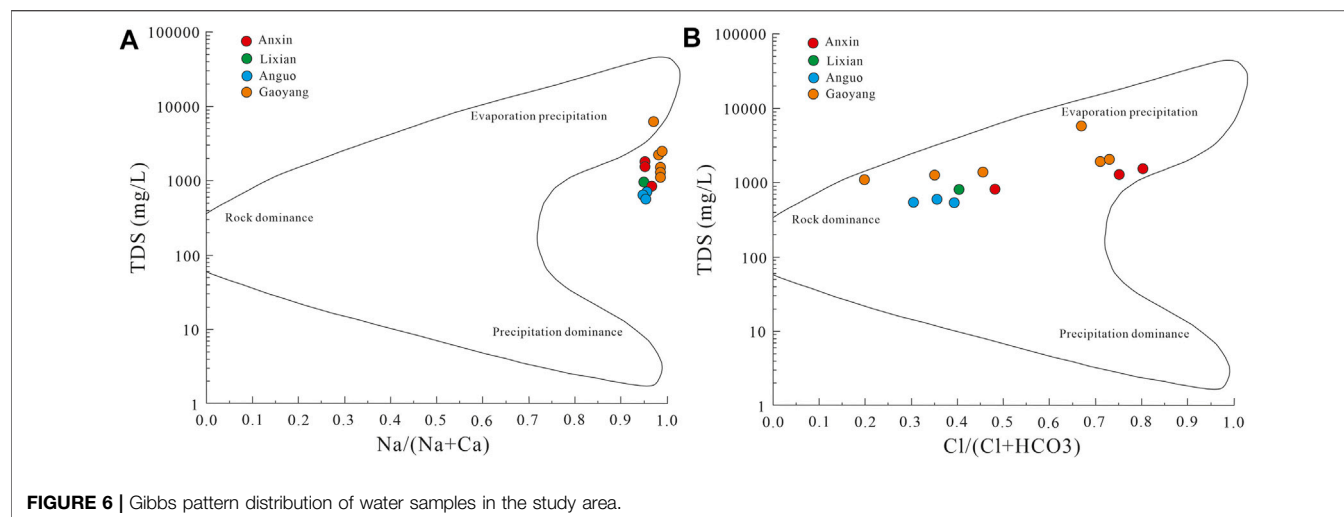 A
Anxin
Lixian
Anguo
Gaoyang
Evaporation precipitation
Rock dominance
Precipitation dominance
TDS (mg/L)
100000
10000
1000
100
10
1
0.0 0.1 0.2 0.3 0.4 0.5 0.6 0.7 0.8 0.9 1.0
Na/(Na+Ca)
B
Anxin
Lixian
Anguo
Gaoyang
Evaporation precipitation
Rock dominance
Precipitation dominance
TDS (mg/L)
100000
10000
1000
100
10
1
0.0 0.1 0.2 0.3 0.4 0.5 0.6 0.7 0.8 0.9 1.0
Cl/(Cl+HCO3)
FIGURE 6 | Gibbs pattern distribution of water samples in the study area.